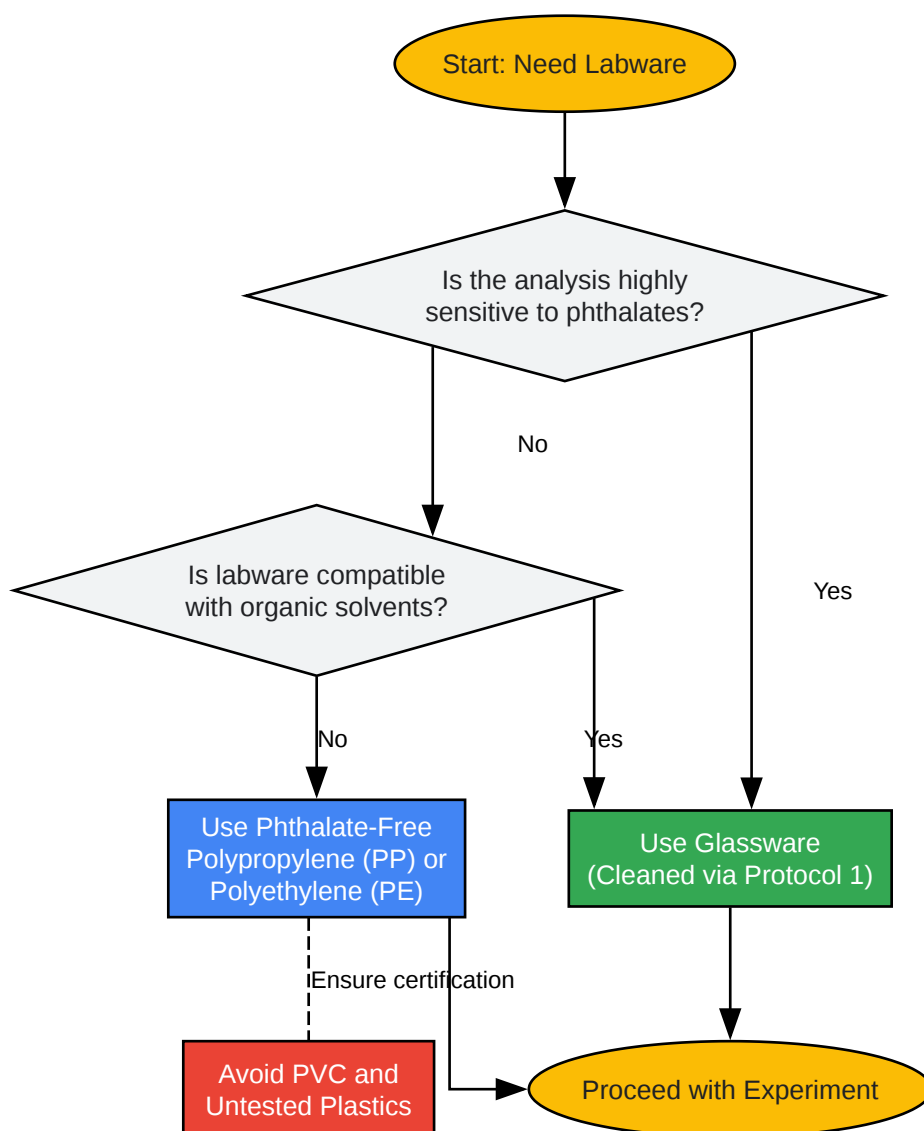 Start: Need Labware
Is the analysis highly
sensitive to phthalates?
No
Is labware compatible
with organic solvents?
Yes
No
Yes
Use Phthalate-Free
Polypropylene (PP) or
Polyethylene (PE)
Use Glassware
(Cleaned via Protocol 1)
Ensure certification
Avoid PVC and
Untested Plastics
Proceed with Experiment